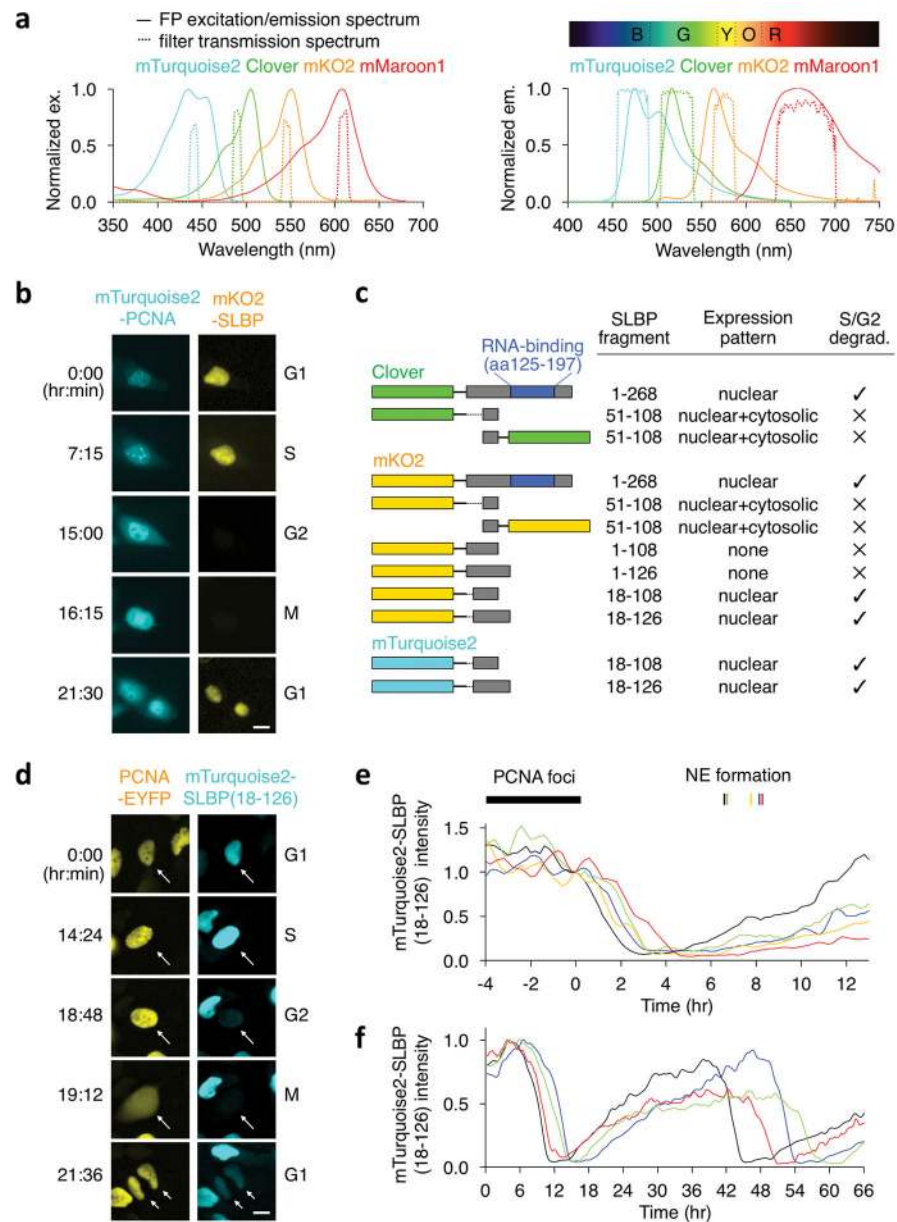 a
— FP excitation/emission spectrum
filter transmission spectrum
mTurquoise2 Clover mKO2 mMaroon1
Normalized ex.
1.0
0.5
0
350 400 450 500 550 600 650 700
Wavelength (nm)
B G Y O R
mTurquoise2 Clover mKO2 mMaroon1
Normalized em.
1.0
0.5
0
400 450 500 550 600 650 700 750
Wavelength (nm)
b
mTurquoise2 mKO2
-PCNA -SLBP
0:00 G1
(hr:min)
7:15 S
15:00 G2
16:15 M
21:30 G1
c
SLBP Expression S/G2
fragment pattern degrad.
RNA-binding
(aa125-197)
Clover
1-268 nuclear ✓
51-108 nuclear+cytosolic ×
51-108 nuclear+cytosolic ×
mKO2
1-268 nuclear ✓
51-108 nuclear+cytosolic ×
51-108 nuclear+cytosolic ×
1-108 none ×
1-126 none ×
18-108 nuclear ✓
18-126 nuclear ✓
mTurquoise2
18-108 nuclear ✓
18-126 nuclear ✓
d
PCNA mTurquoise2-
-EYFP SLBP(18-126)
0:00 G1
(hr:min)
14:24 S
18:48 G2
19:12 M
21:36 G1
e
PCNA foci NE formation
mTurquoise2-SLBP
(18-126) intensity
1.5
1.0
0.5
0.0
-4 -2 0 2 4 6 8 10 12
Time (hr)
f
mTurquoise2-SLBP
(18-126) intensity
1.0
0.5
0.0
0 6 12 18 24 30 36 42 48 54 60 66
Time (hr)